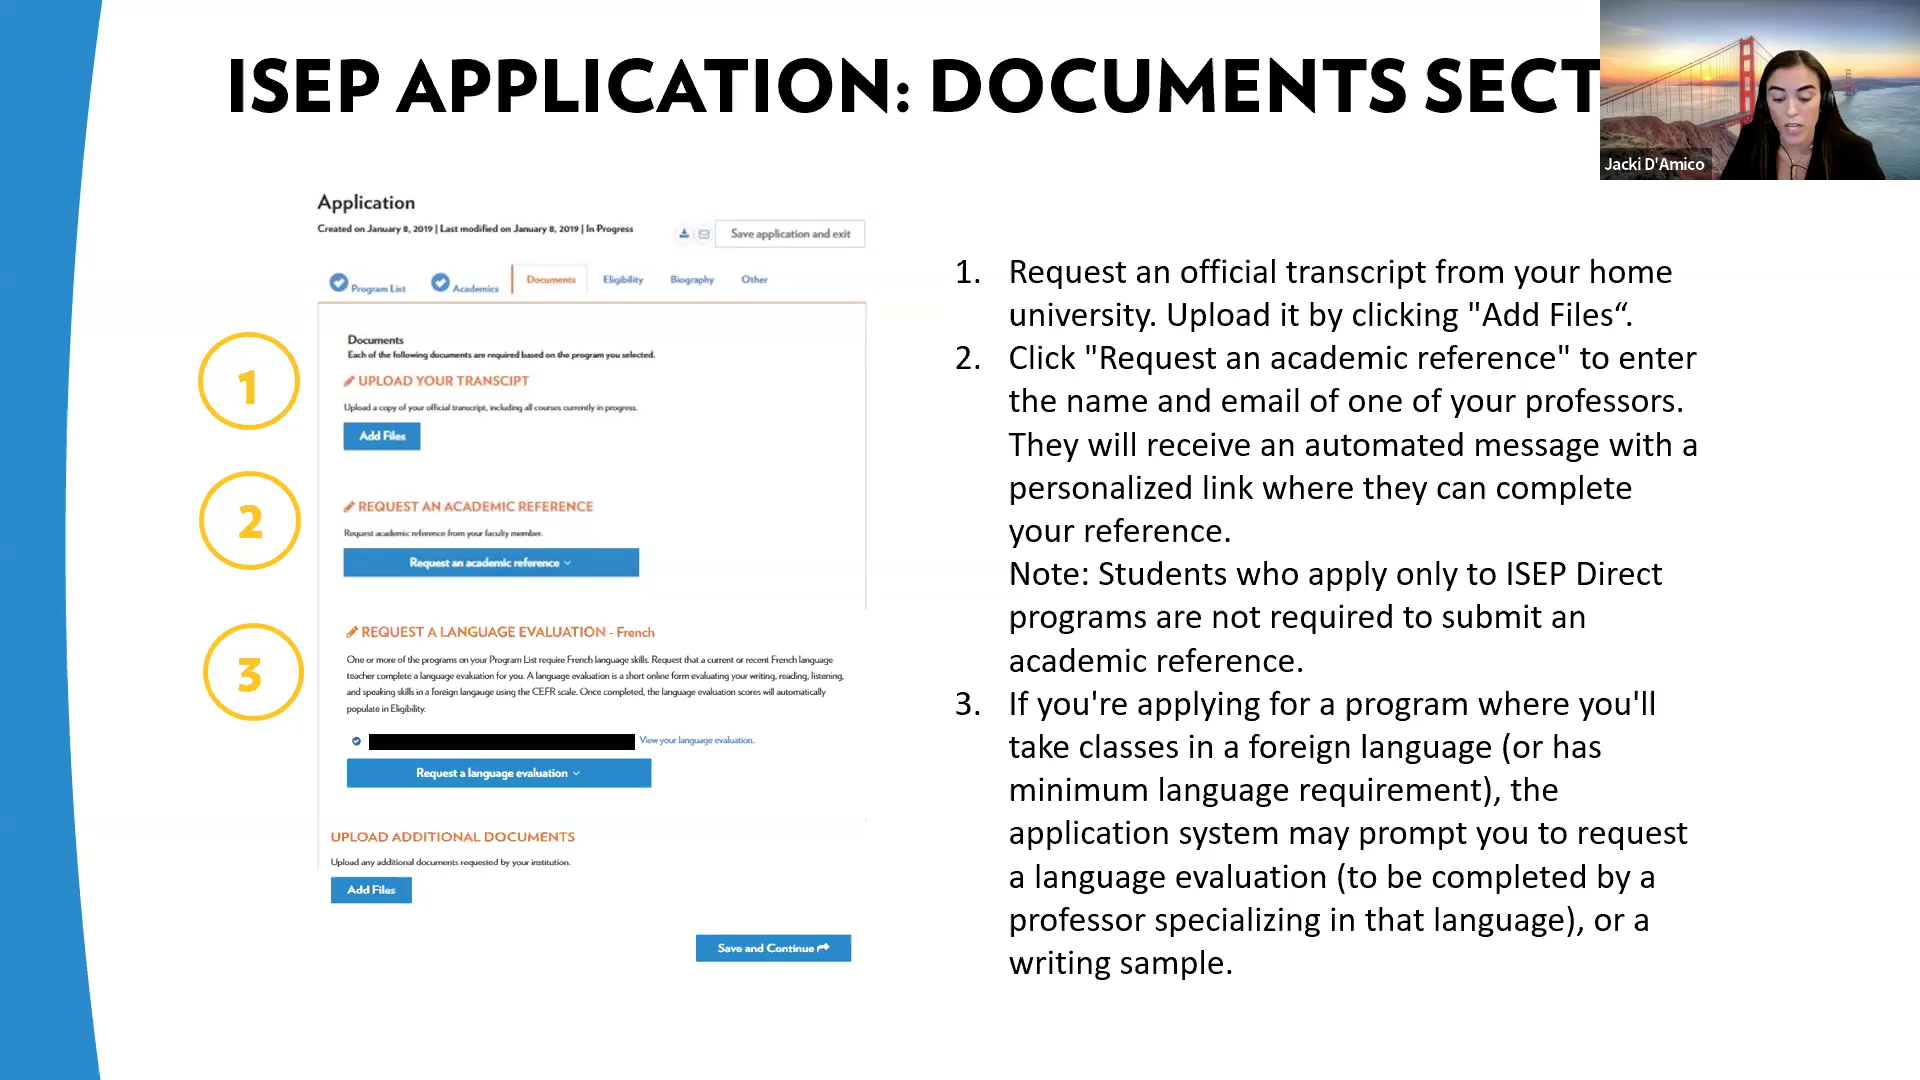 ISEP APPLICATION: DOCUMENTS SECT
Jacki D'Amico
Application
Created on January 8, 2019 | Last modified on January 8, 2019 | In Progress
Save application and exit
Program List
Academics
Documents
Eligibility
Biography
Other
Documents
Each of the following documents are required based on the program you selected.
1
UPLOAD YOUR TRANSCIPT
Upload a copy of your official transcript, including all courses currently in progress.
Add Files
2
REQUEST AN ACADEMIC REFERENCE
Request academic reference from your faculty member.
Request an academic reference
3
REQUEST A LANGUAGE EVALUATION - French
One or more of the programs on your Program List require French language skills. Request that a current or recent French language
teacher complete a language evaluation for you. A language evaluation is a short online form evaluating your writing, reading, listening,
and speaking skills in a foreign langauge using the CEFR scale. Once completed, the language evaluation scores will automatically
populate in Eligibility.
View your language evaluation.
Request a language evaluation
UPLOAD ADDITIONAL DOCUMENTS
Upload any additional documents requested by your institution.
Add Files
Save and Continue
1. Request an official transcript from your home
university. Upload it by clicking "Add Files“.
2. Click "Request an academic reference" to enter
the name and email of one of your professors.
They will receive an automated message with a
personalized link where they can complete
your reference.
Note: Students who apply only to ISEP Direct
programs are not required to submit an
academic reference.
3. If you're applying for a program where you'll
take classes in a foreign language (or has
minimum language requirement), the
application system may prompt you to request
a language evaluation (to be completed by a
professor specializing in that language), or a
writing sample.